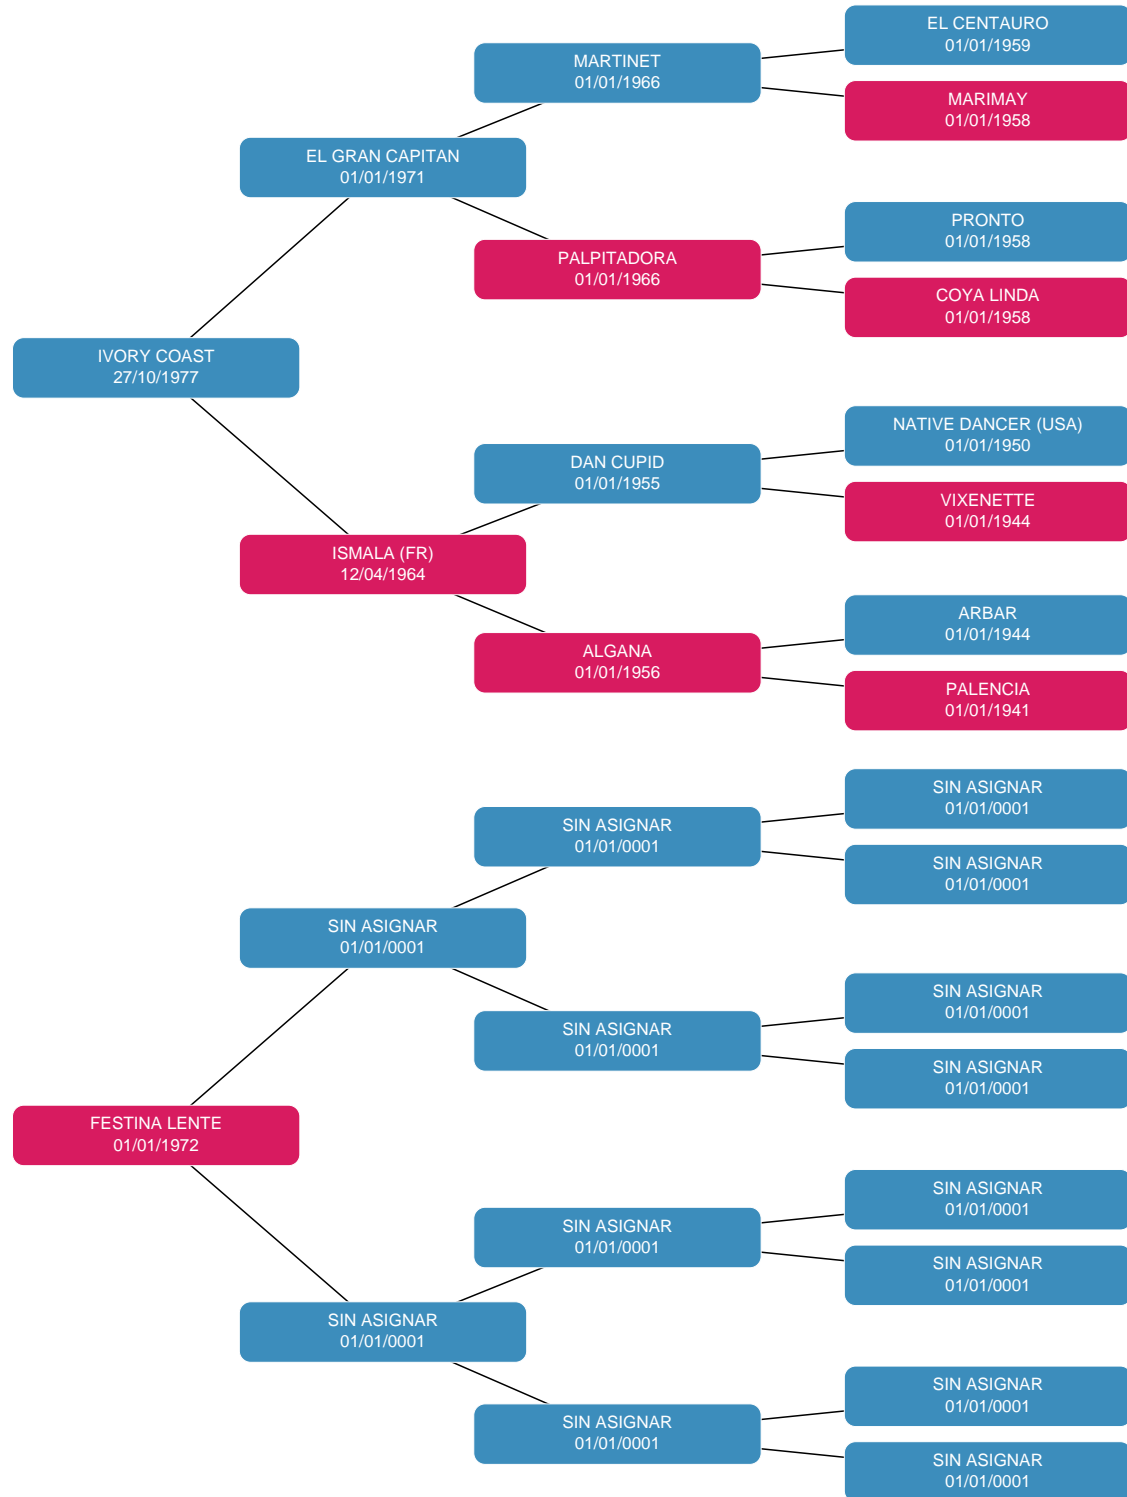 EL CENTAURO
01/01/1959
MARTINET
01/01/1966
MARIMAY
01/01/1958
EL GRAN CAPITAN
01/01/1971
PRONTO
01/01/1958
PALPITADORA
01/01/1966
COYA LINDA
01/01/1958
IVORY COAST
27/10/1977
NATIVE DANCER (USA)
01/01/1950
DAN CUPID
01/01/1955
VIXENETTE
01/01/1944
ISMALA (FR)
12/04/1964
ARBAR
01/01/1944
ALGANA
01/01/1956
PALENCIA
01/01/1941
SIN ASIGNAR
01/01/0001
SIN ASIGNAR
01/01/0001
SIN ASIGNAR
01/01/0001
SIN ASIGNAR
01/01/0001
SIN ASIGNAR
01/01/0001
SIN ASIGNAR
01/01/0001
SIN ASIGNAR
01/01/0001
FESTINA LENTE
01/01/1972
SIN ASIGNAR
01/01/0001
SIN ASIGNAR
01/01/0001
SIN ASIGNAR
01/01/0001
SIN ASIGNAR
01/01/0001
SIN ASIGNAR
01/01/0001
SIN ASIGNAR
01/01/0001
SIN ASIGNAR
01/01/0001